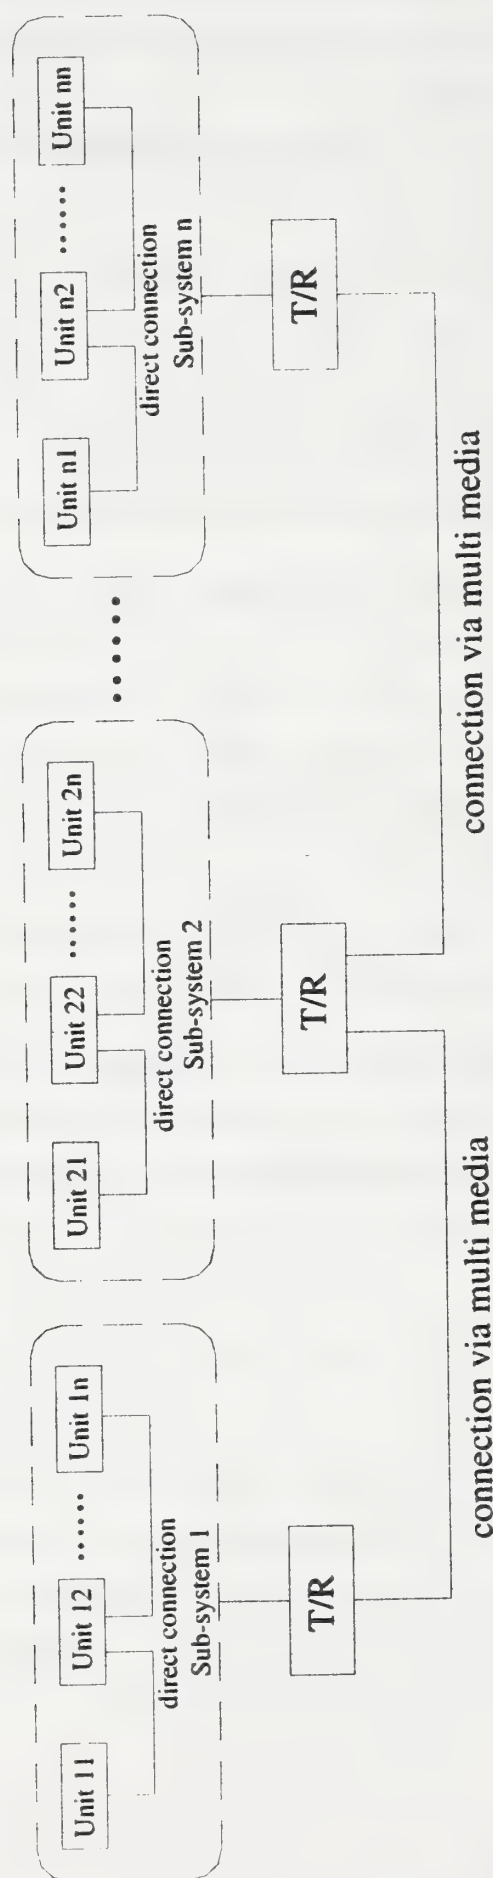 Unit 11
Unit 12
......
Unit 1n
direct connection
Sub-system 1
T/R
connection via multi media
Unit 21
Unit 22
......
Unit 2n
direct connection
Sub-system 2
T/R
connection via multi media
.......
Unit n1
Unit n2
......
Unit nn
direct connection
Sub-system n
T/R